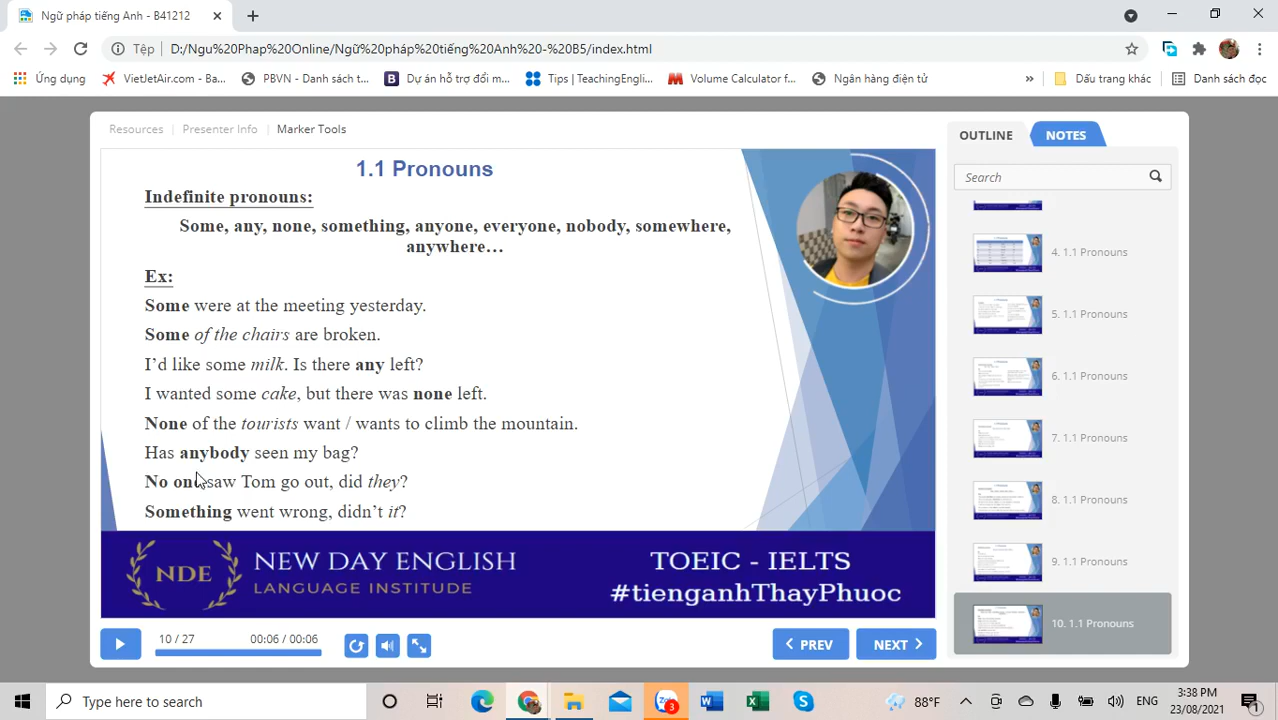 Ngữ pháp tiếng Anh - B41212
Tệp
D:/Ngu%20Phap%20Online/Ngữ%20pháp%20tiếng%20Anh%20-%20B5/index.html
Ứng dụng
VietJetAir.com - Ba...
PBVN - Danh sách t...
Dự án hỗ trợ đổi m...
Tips | TeachingEngli...
Volume Calculator f...
Ngân hàng điện tử
»
Dấu trang khác
Danh sách đọc
Resources | Presenter Info | Marker Tools
OUTLINE
NOTES
Search
1.1 Pronouns
Indefinite pronouns:
Some, any, none, something, anyone, everyone, nobody, somewhere,
anywhere…
Ex:
Some were at the meeting yesterday.
Some of the chairs are broken.
I’d like some milk. Is there any left?
I wanted some cake, but there was none left.
None of the tourists want / wants to climb the mountain.
Has anybody seen my bag?
No one saw Tom go out, did they?
Something went wrong, didn’t it?
NDE
NEW DAY ENGLISH
LANGUAGE INSTITUDE
TOEIC - IELTS
#tienganhThayPhuoc
4. 1.1 Pronouns
5. 1.1 Pronouns
6. 1.1 Pronouns
7. 1.1 Pronouns
8. 1.1 Pronouns
9. 1.1 Pronouns
10. 1.1 Pronouns
10 / 27
00:06 / 00:06
PREV
NEXT
Type here to search
3
88°F
ENG
3:38 PM
23/08/2021
1